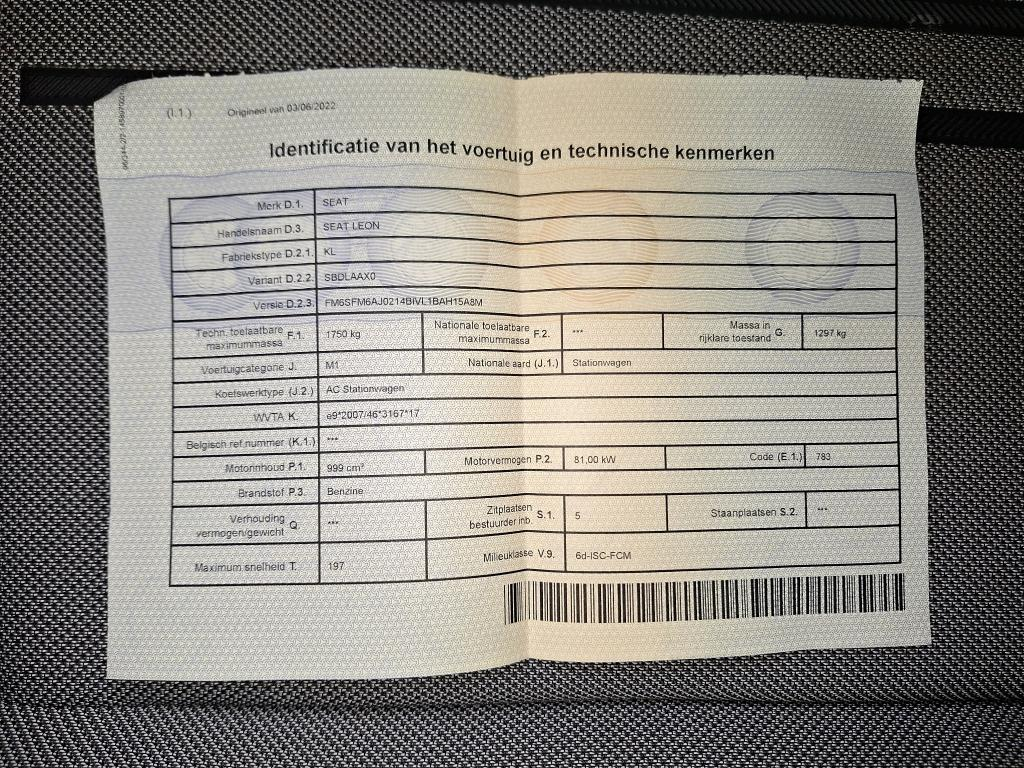 (I.1.) Origineel van 03/06/2022
Identificatie van het voertuig en technische kenmerken
Merk D.1. SEAT
Handelsnaam D.3. SEAT LEON
Fabriekstype D.2.1. KL
Variant D.2.2. SBDLAAX0
Versie D.2.3. FM6SFM6AJ0214BIVL1BAH15A8M
Techn. toelaatbare maximummassa F.1. 1750 kg Nationale toelaatbare maximummassa F.2. *** Massa in rijklare toestand G. 1297 kg
Voertuigcategorie J. M1 Nationale aard (J.1.) Stationwagen
Koetswerktype (J.2.) AC Stationwagen
WVTA K. e9*2007/46*3167*17
Belgisch ref.nummer (K.1.) ***
Motorinhoud P.1. 999 cm³ Motorvermogen P.2. 81,00 kW Code (E.1.) 783
Brandstof P.3. Benzine
Verhouding vermogen/gewicht Q *** Zitplaatsen bestuurder inb. S.1. 5 Staanplaatsen S.2. ***
Maximum snelheid T. 197 Milieuklasse V.9. 6d-ISC-FCM